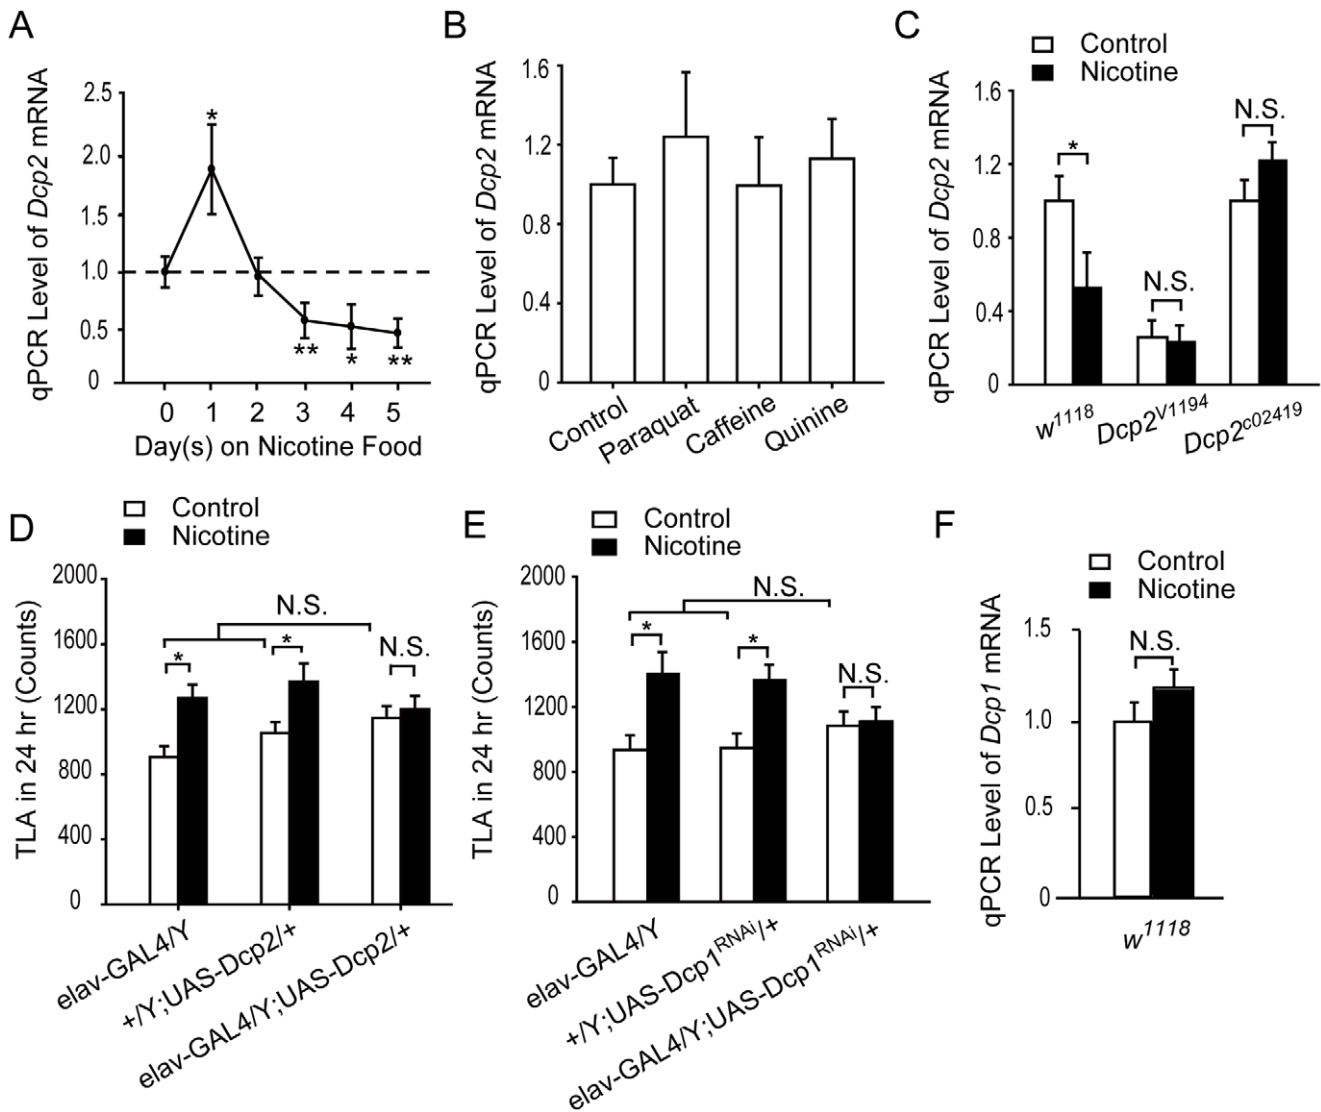 A
qPCR Level of Dcp2 mRNA
2.5
2.0
1.5
1.0
0.5
0
*
**
*
**
0 1 2 3 4 5
Day(s) on Nicotine Food
B
qPCR Level of Dcp2 mRNA
1.6
1.2
0.8
0.4
0
Control
Paraquat
Caffeine
Quinine
C
Control
Nicotine
qPCR Level of Dcp2 mRNA
1.6
1.2
0.8
0.4
0
*
N.S.
N.S.
w1118
Dcp2V1194
Dcp2c02419
D
Control
Nicotine
TLA in 24 hr (Counts)
2000
1600
1200
800
400
0
N.S.
*
*
N.S.
elav-GAL4/Y
+/Y;UAS-Dcp2/+
elav-GAL4/Y;UAS-Dcp2/+
E
Control
Nicotine
TLA in 24 hr (Counts)
2000
1600
1200
800
400
0
N.S.
*
*
N.S.
elav-GAL4/Y
+/Y;UAS-Dcp1RNAi/+
elav-GAL4/Y;UAS-Dcp1RNAi/+
F
Control
Nicotine
qPCR Level of Dcp1 mRNA
1.5
1.0
0.5
0
N.S.
w1118